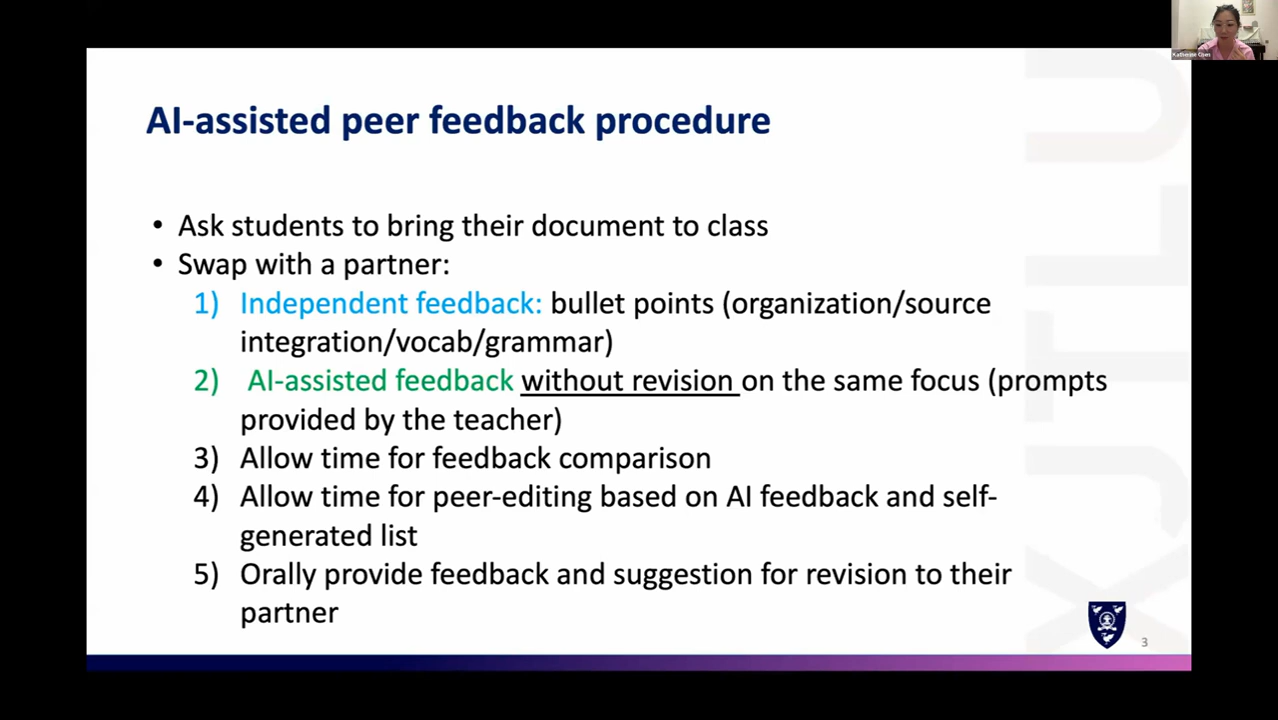 AI-assisted peer feedback procedure
• Ask students to bring their document to class
• Swap with a partner:
1) Independent feedback: bullet points (organization/source
integration/vocab/grammar)
2) AI-assisted feedback without revision on the same focus (prompts
provided by the teacher)
3) Allow time for feedback comparison
4) Allow time for peer-editing based on AI feedback and self-
generated list
5) Orally provide feedback and suggestion for revision to their
partner
3
XJTLU
Katherine Chen